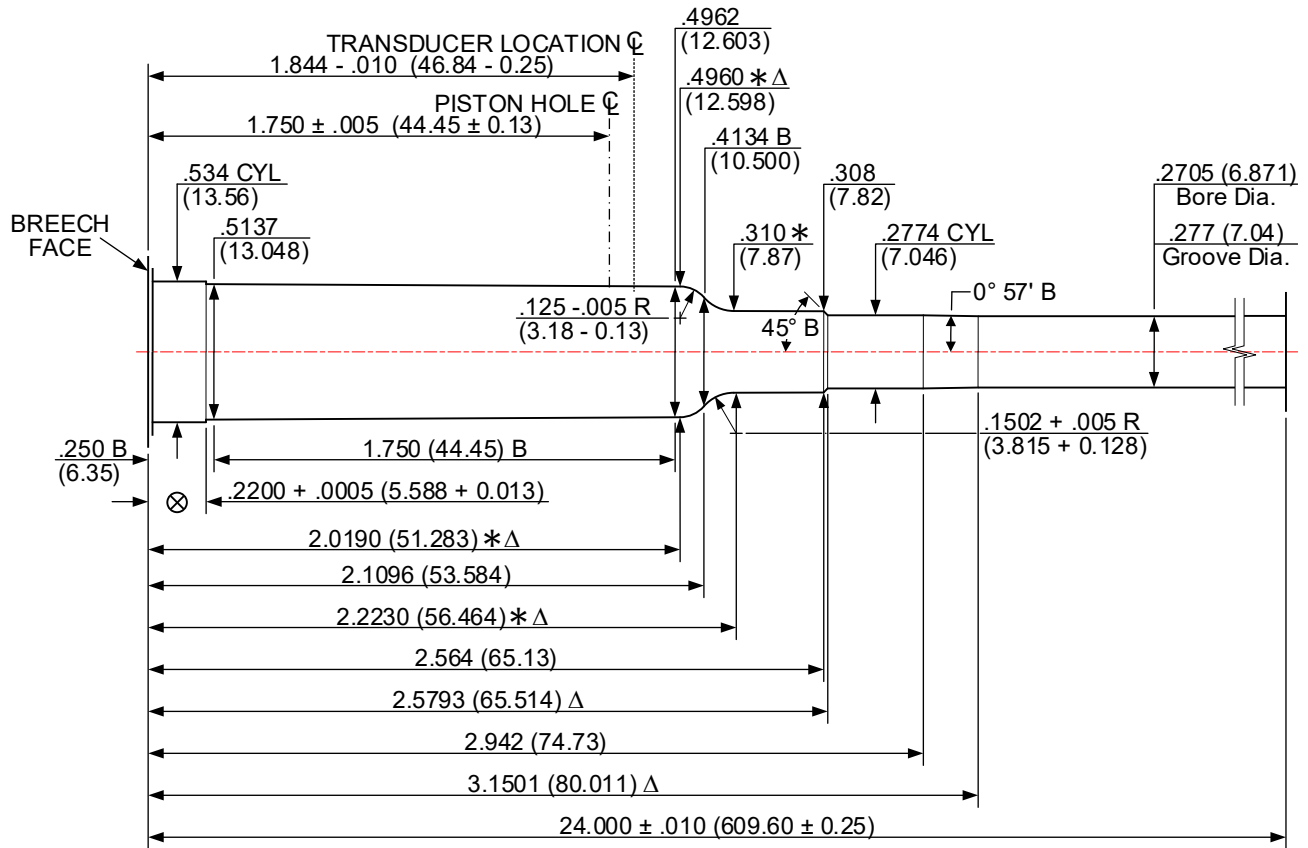 TRANSDUCER LOCATION ℄
1.844 - .010 (46.84 - 0.25)
PISTON HOLE ℄
1.750 ± .005 (44.45 ± 0.13)
.4962
(12.603)
.4960 * Δ
(12.598)
.4134 B
(10.500)
.534 CYL
(13.56)
.5137
(13.048)
BREECH
FACE
.308
(7.82)
.310 *
(7.87)
.2774 CYL
(7.046)
.2705 (6.871)
Bore Dia.
.277 (7.04)
Groove Dia.
0° 57' B
.125 -.005 R
(3.18 - 0.13)
45° B
.1502 + .005 R
(3.815 + 0.128)
.250 B
(6.35)
1.750 (44.45) B
.2200 + .0005 (5.588 + 0.013)
2.0190 (51.283) * Δ
2.1096 (53.584)
2.2230 (56.464) * Δ
2.564 (65.13)
2.5793 (65.514) Δ
2.942 (74.73)
3.1501 (80.011) Δ
24.000 ± .010 (609.60 ± 0.25)